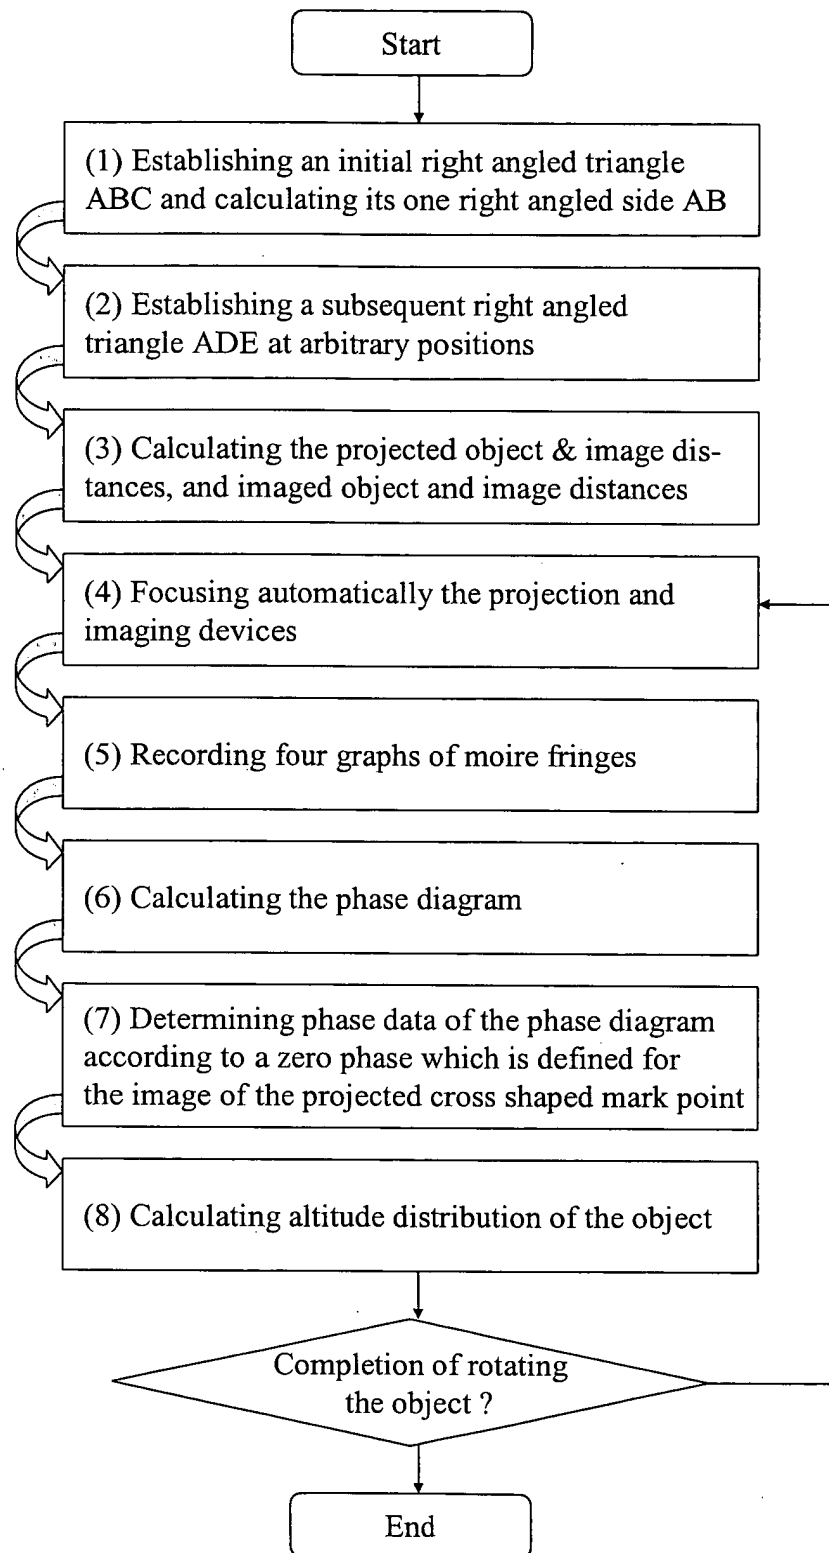 Start
(1) Establishing an initial right angled triangle
ABC and calculating its one right angled side AB
(2) Establishing a subsequent right angled
triangle ADE at arbitrary positions
(3) Calculating the projected object & image dis-
tances, and imaged object and image distances
(4) Focusing automatically the projection and
imaging devices
(5) Recording four graphs of moire fringes
(6) Calculating the phase diagram
(7) Determining phase data of the phase diagram
according to a zero phase which is defined for
the image of the projected cross shaped mark point
(8) Calculating altitude distribution of the object
Completion of rotating
the object ?
End